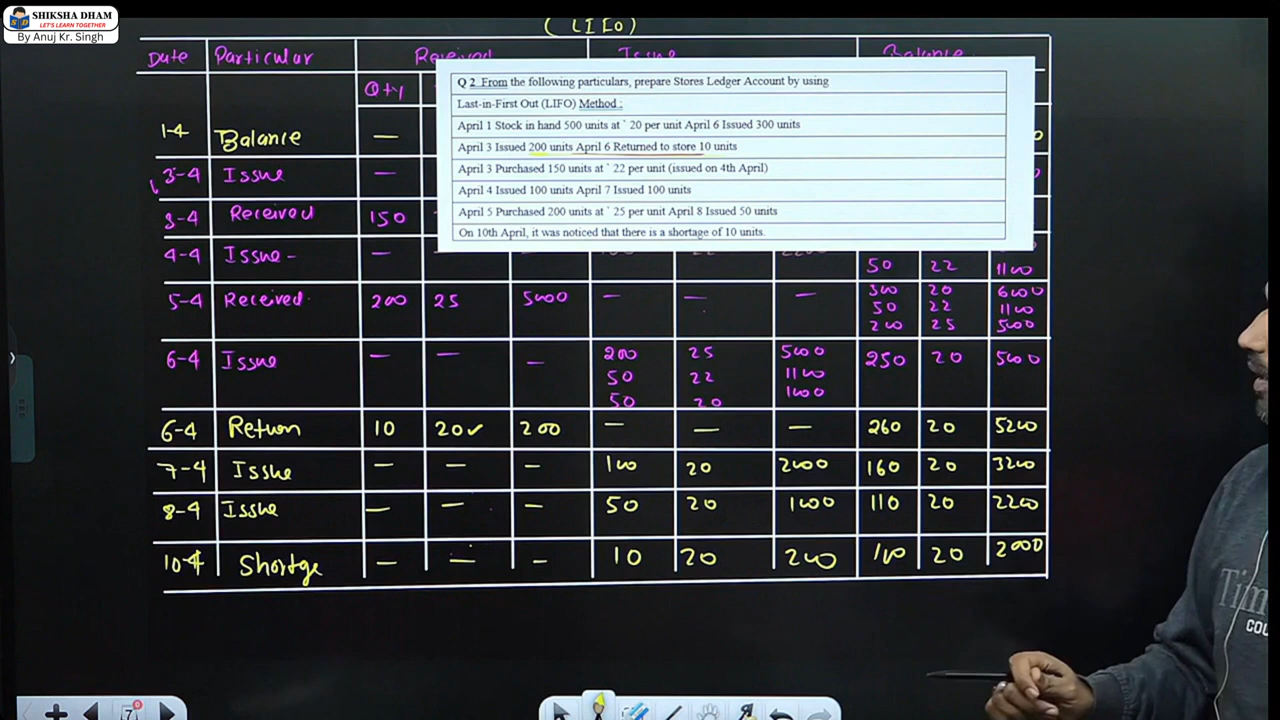 SHIKSHA DHAM
LET'S LEARN TOGETHER
By Anuj Kr. Singh
(LIFO)
Date Particular Received Issue Balance
Qty
Q 2 From the following particulars, prepare Stores Ledger Account by using
Last-in-First Out (LIFO) Method :
April 1 Stock in hand 500 units at ` 20 per unit April 6 Issued 300 units
April 3 Issued 200 units April 6 Returned to store 10 units
April 3 Purchased 150 units at ` 22 per unit (issued on 4th April)
April 4 Issued 100 units April 7 Issued 100 units
April 5 Purchased 200 units at ` 25 per unit April 8 Issued 50 units
On 10th April, it was noticed that there is a shortage of 10 units.
1-4 Balance —
3-4 Issue —
3-4 Received 150
4-4 Issue - —
50 22 1100
5-4 Received 200 25 5000 — — — 300 20 6000
50 22 1100
200 25 5000
6-4 Issue — — — 200 25 5000 250 20 5000
50 22 1100
50 20 1000
6-4 Return 10 20✓ 200 — — — 260 20 5200
7-4 Issue — — — 100 20 2000 160 20 3200
8-4 Issue — — — 50 20 1000 110 20 2200
10-4 Shortge — — — 10 20 200 100 20 2000
Time
COU